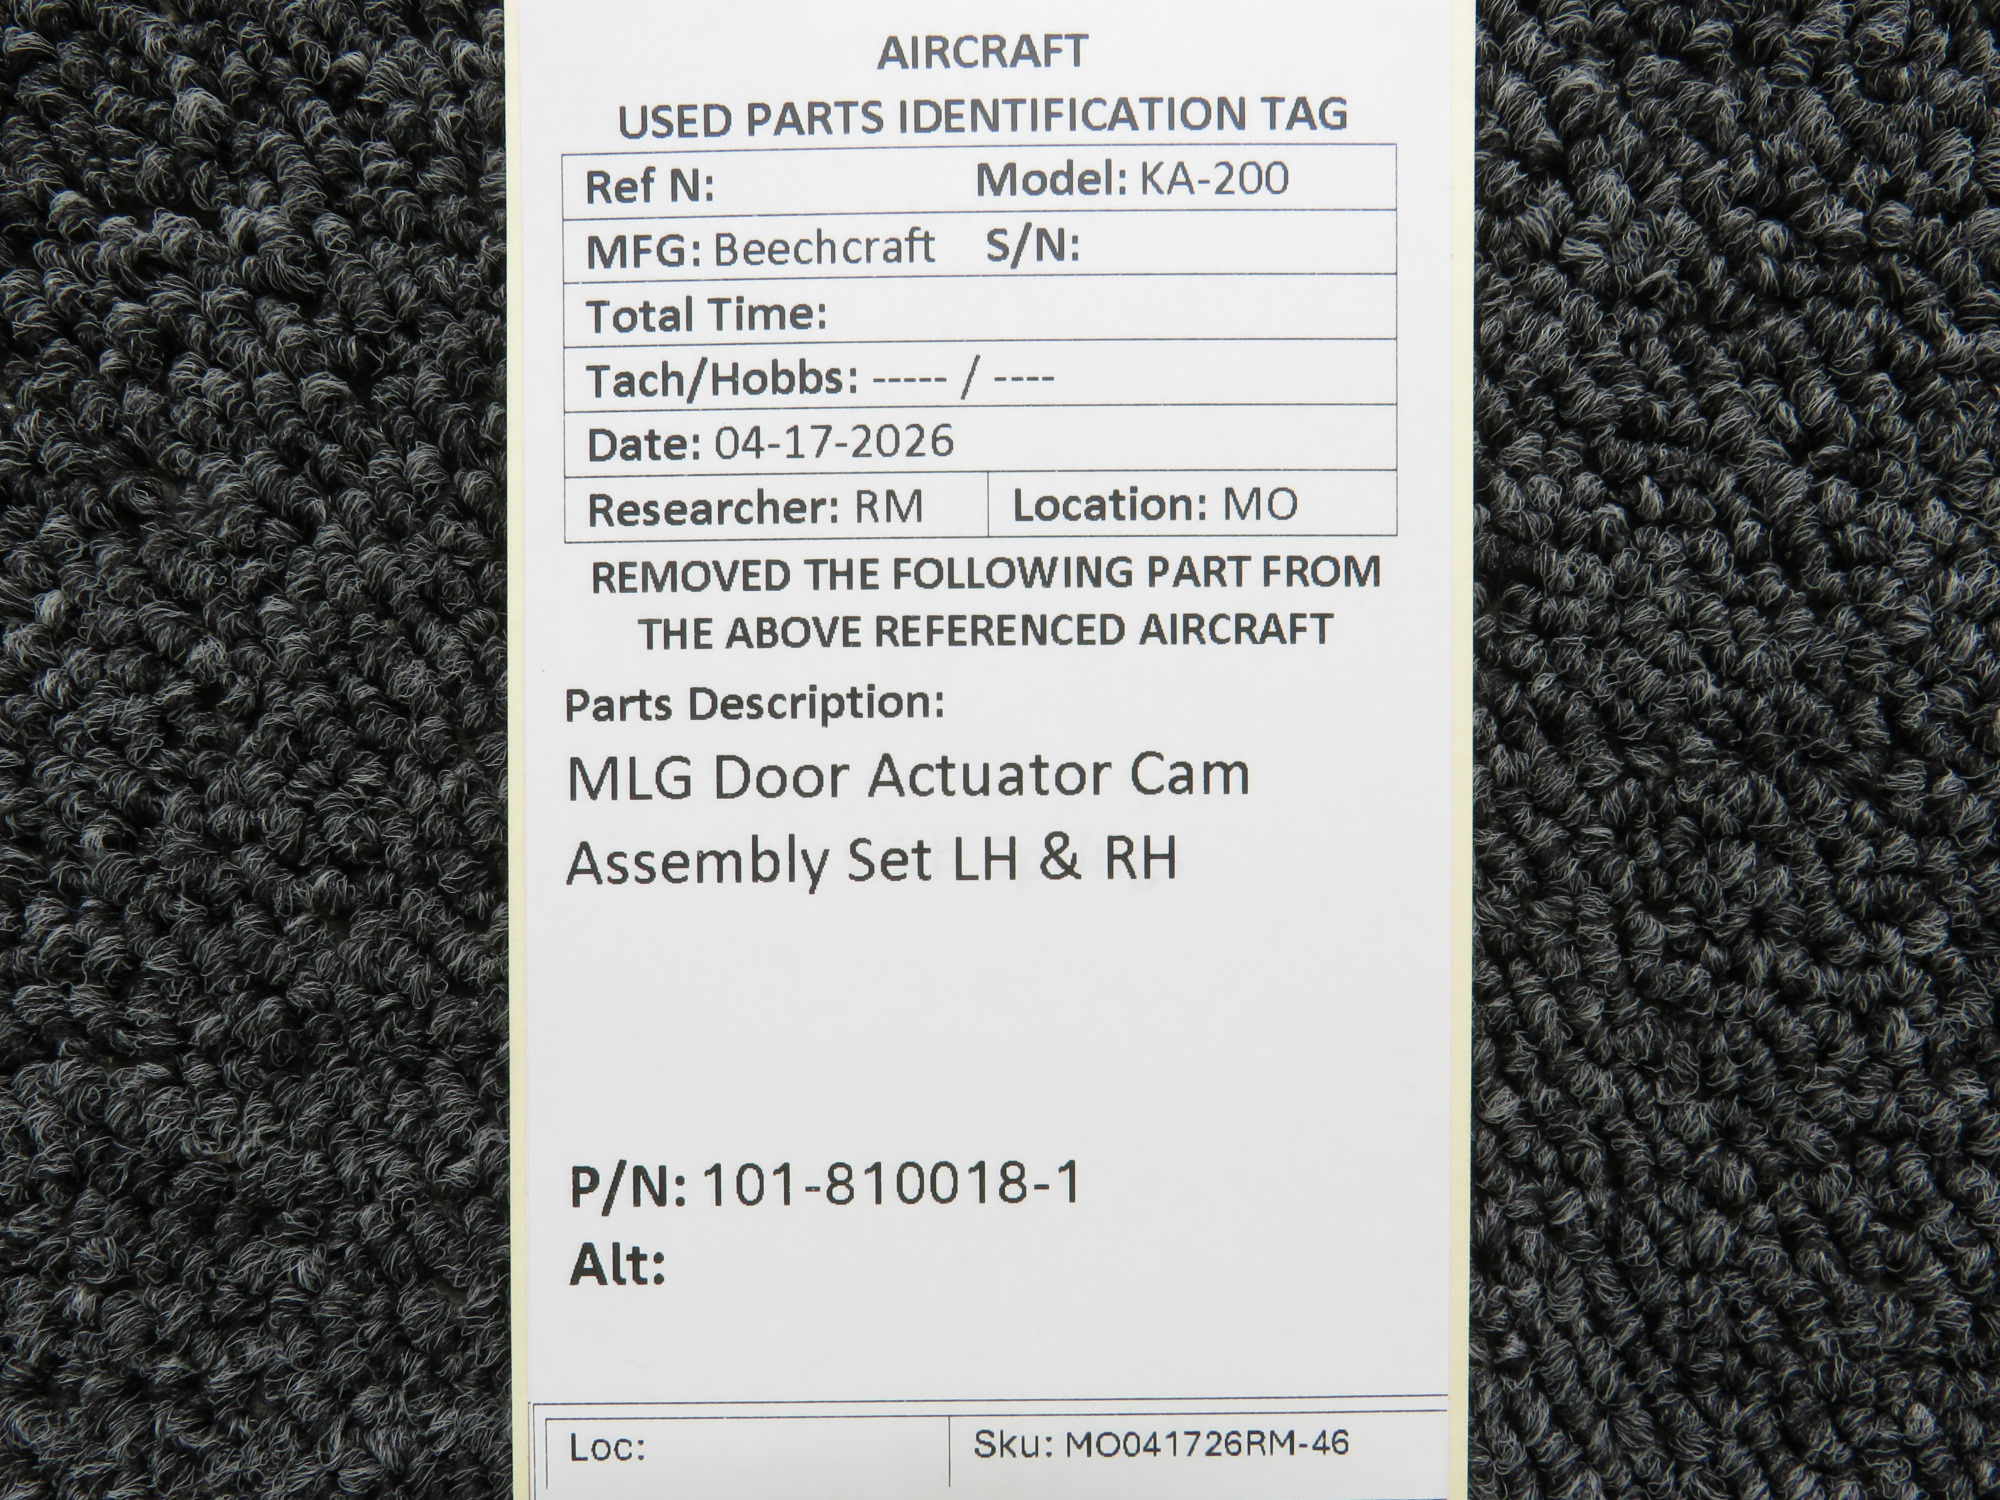 AIRCRAFT
USED PARTS IDENTIFICATION TAG
Ref N: Model: KA-200
MFG: Beechcraft S/N:
Total Time:
Tach/Hobbs: ----- / ----
Date: 04-17-2026
Researcher: RM Location: MO
REMOVED THE FOLLOWING PART FROM
THE ABOVE REFERENCED AIRCRAFT
Parts Description:
MLG Door Actuator Cam
Assembly Set LH & RH
P/N: 101-810018-1
Alt:
Loc: Sku: MO041726RM-46